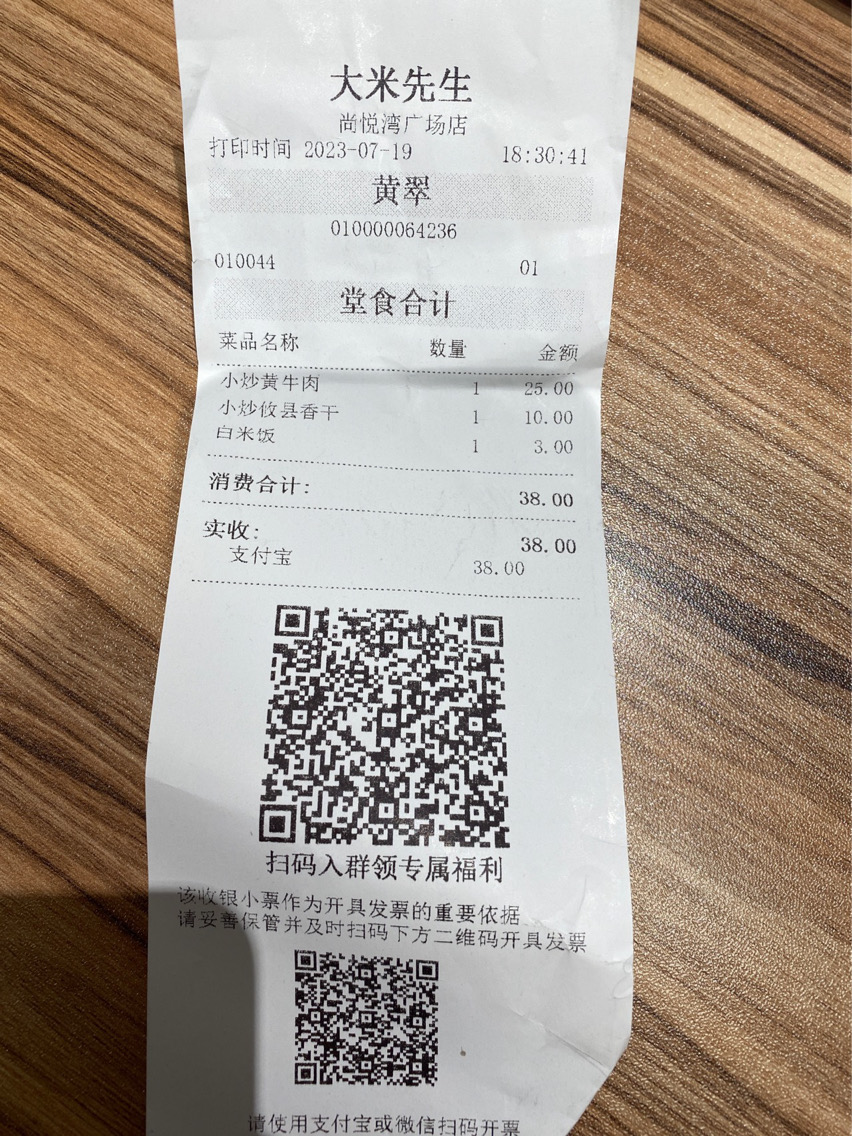 大米先生
尚悦湾广场店
打印时间 2023-07-19 18:30:41
黄翠
010000064236
010044 01
堂食合计
菜品名称 数量 金额
小炒黄牛肉 1 25.00
小炒攸县香干 1 10.00
白米饭 1 3.00
消费合计: 38.00
实收: 38.00
支付宝 38.00
扫码入群领专属福利
该收银小票作为开具发票的重要依据
请妥善保管并及时扫码下方二维码开具发票
请使用支付宝或微信扫码开票